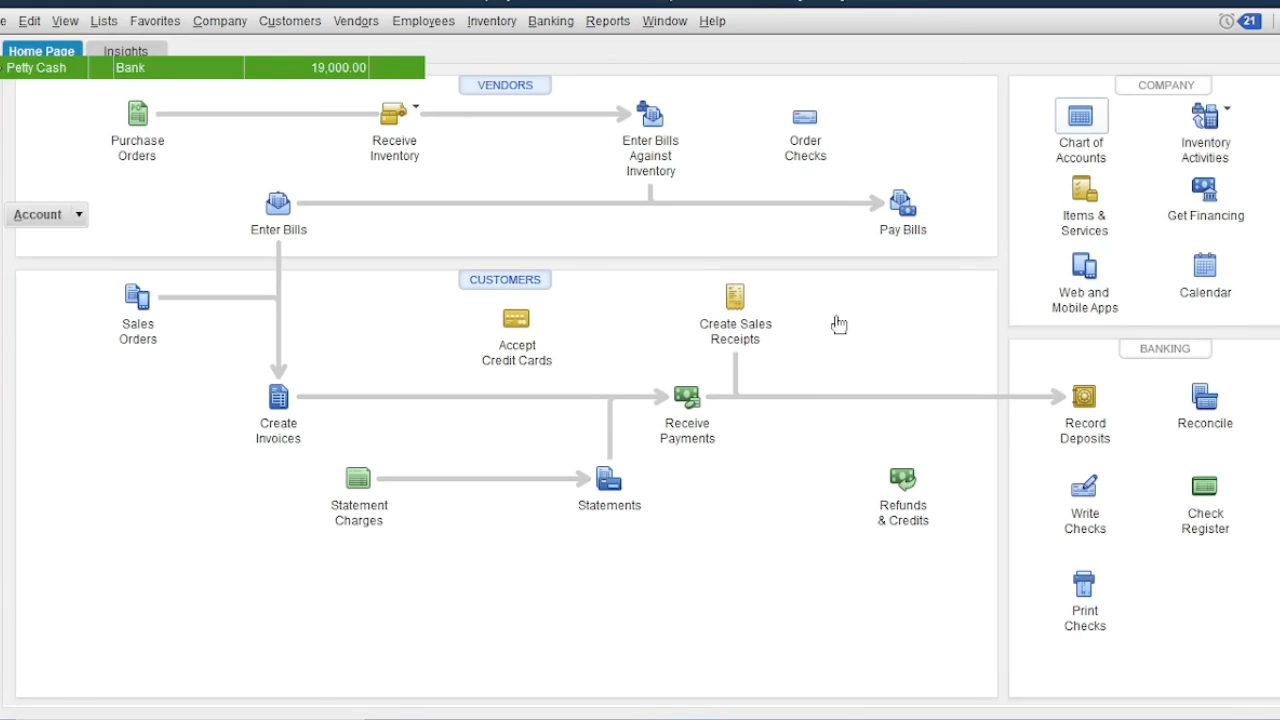 Edit View Lists Favorites Company Customers Vendors Employees Inventory Banking Reports Window Help 21
Home Page Insights
Petty Cash Bank 19,000.00
VENDORS
Purchase
Orders
Receive
Inventory
Enter Bills
Against
Inventory
Order
Checks
Account
Enter Bills
Pay Bills
CUSTOMERS
Sales
Orders
Accept
Credit Cards
Create Sales
Receipts
Create
Invoices
Receive
Payments
Statement
Charges
Statements
Refunds
& Credits
COMPANY
Chart of
Accounts
Inventory
Activities
Items &
Services
Get Financing
Web and
Mobile Apps
Calendar
BANKING
Record
Deposits
Reconcile
Write
Checks
Check
Register
Print
Checks